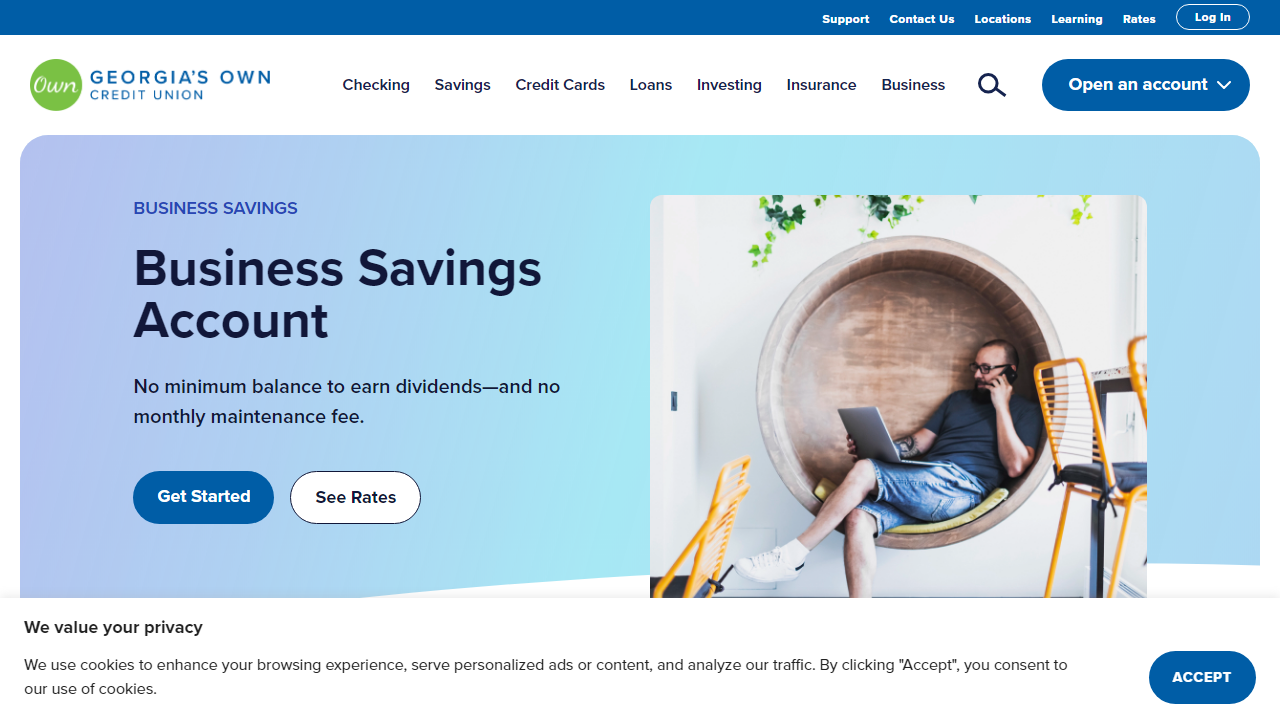 Support Contact Us Locations Learning Rates Log In
Own GEORGIA'S OWN
CREDIT UNION
Checking Savings Credit Cards Loans Investing Insurance Business Open an account
BUSINESS SAVINGS
Business Savings
Account
No minimum balance to earn dividends—and no
monthly maintenance fee.
Get Started See Rates
We value your privacy
We use cookies to enhance your browsing experience, serve personalized ads or content, and analyze our traffic. By clicking "Accept", you consent to
our use of cookies.
ACCEPT